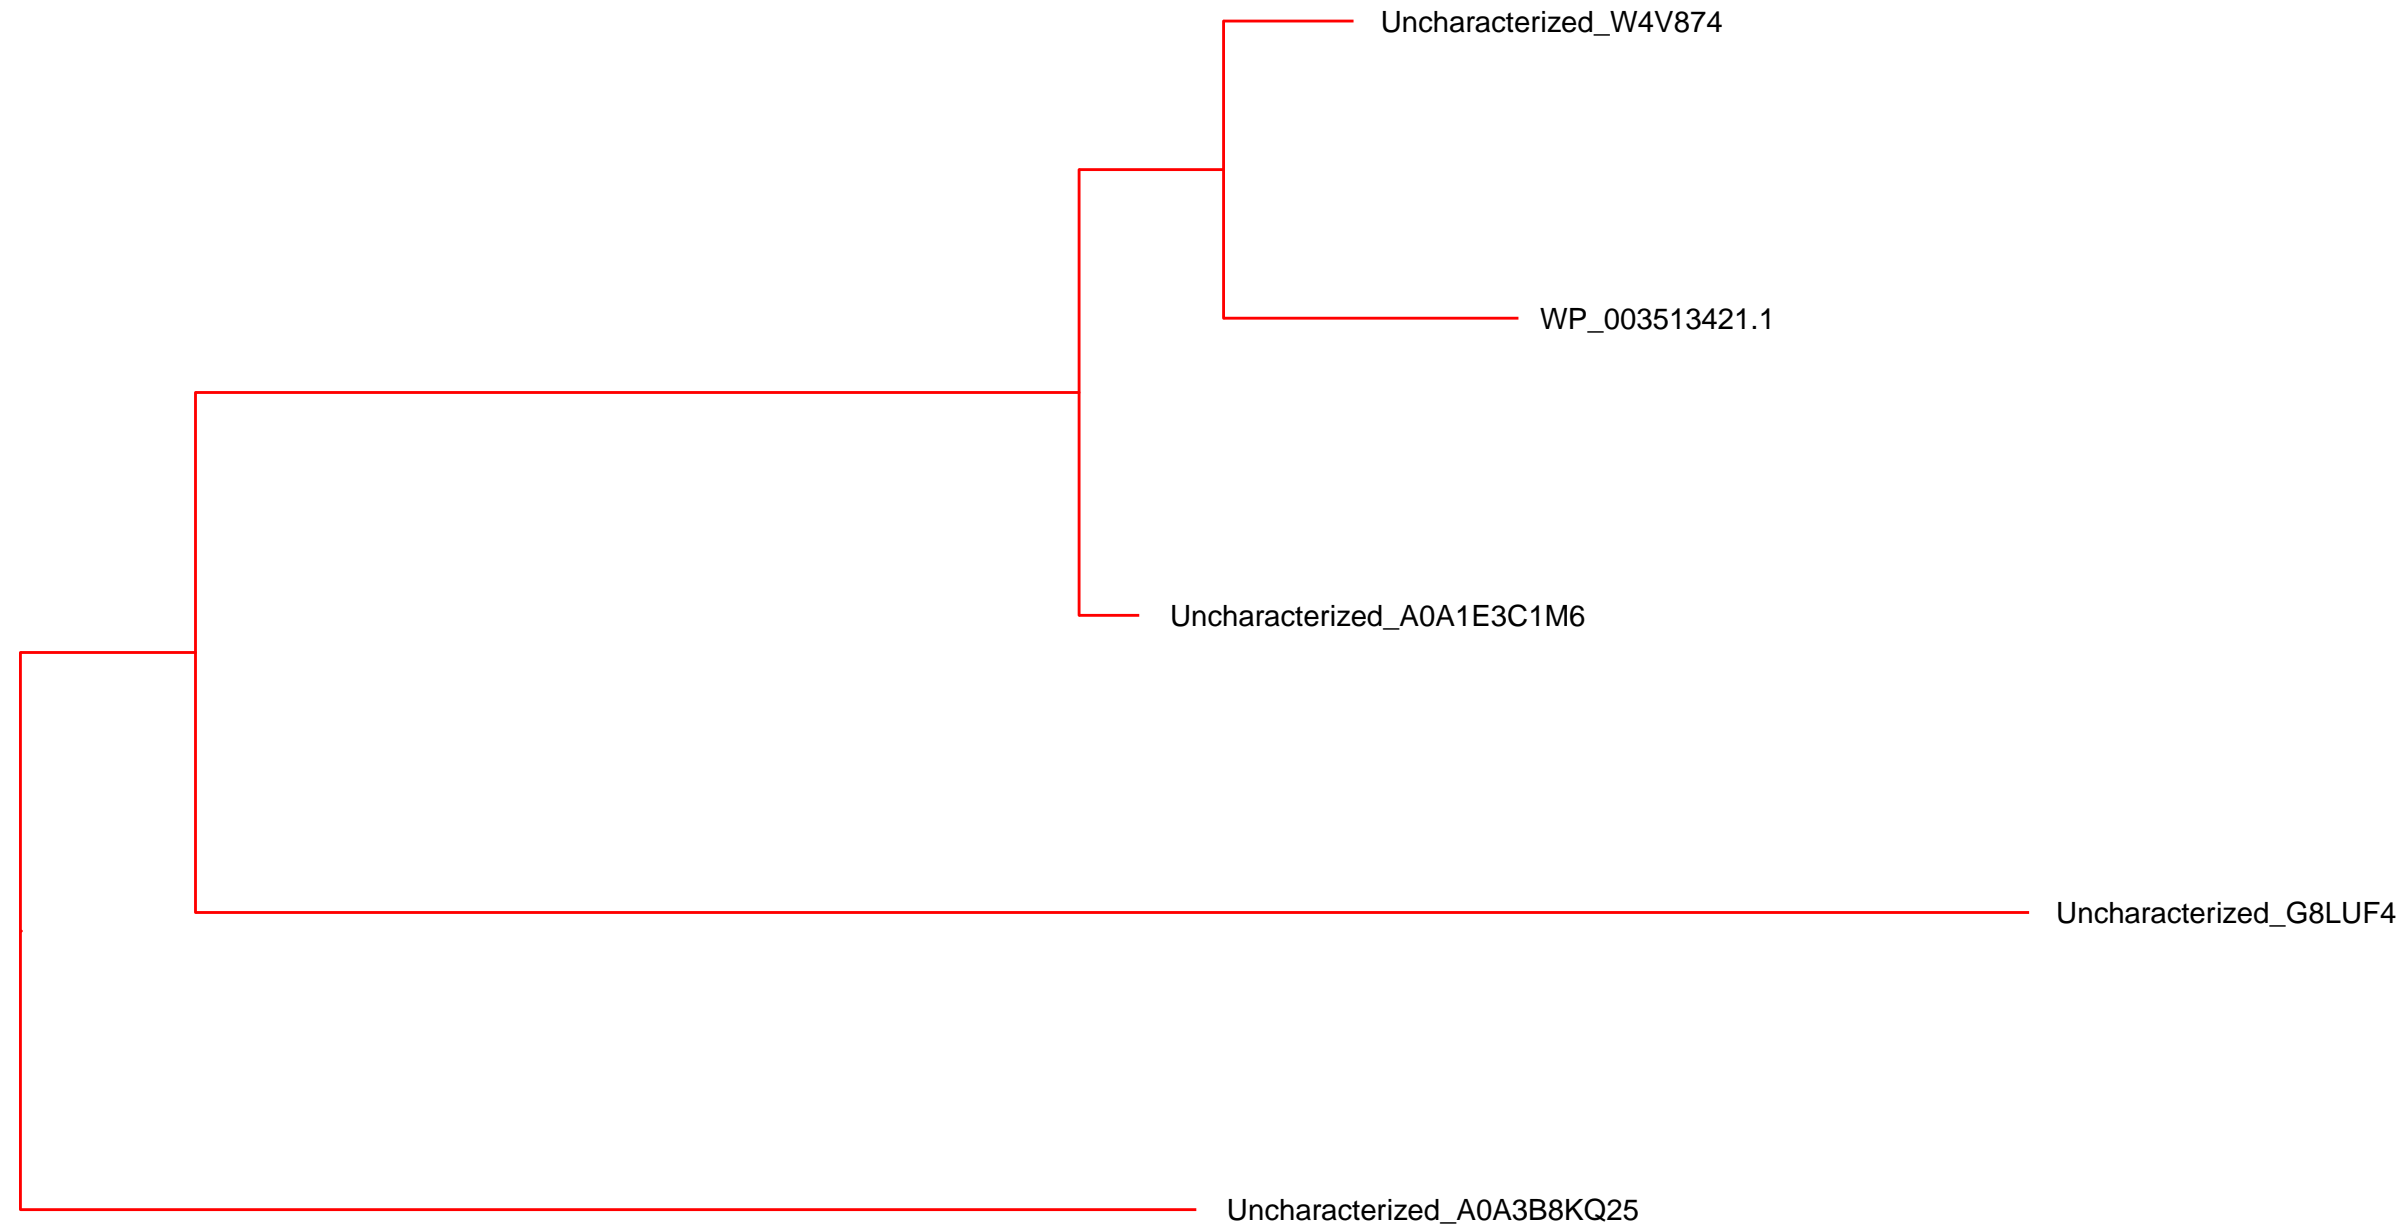 Uncharacterized_W4V874
WP_003513421.1
Uncharacterized_A0A1E3C1M6
Uncharacterized_G8LUF4
Uncharacterized_A0A3B8KQ25